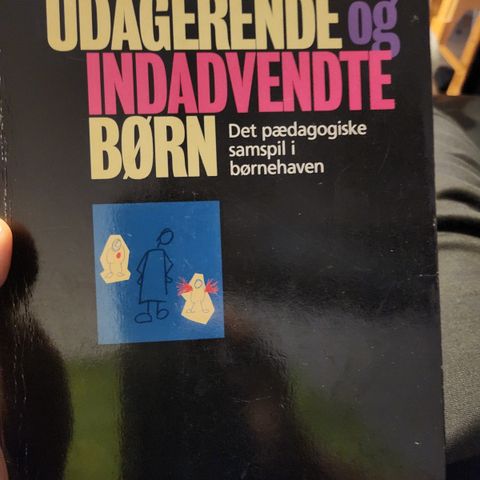 UDAGERENDE og
INDADVENDTE
BØRN
Det pædagogiske
samspil i
børnehaven